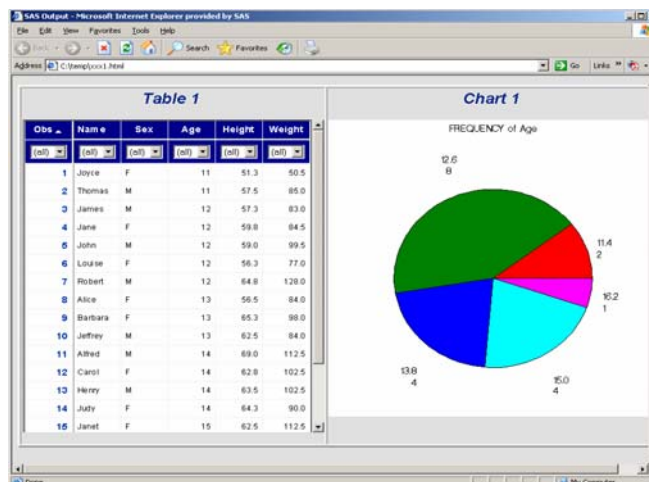 SAS Output - Microsoft Internet Explorer provided by SAS
File Edit View Favorites Tools Help
Back Search Favorites
Address C:\temp\xxx1.html Go Links
Table 1
Obs Name Sex Age Height Weight
(all) (all) (all) (all) (all) (all)
1 Joyce F 11 51.3 50.5
2 Thomas M 11 57.5 85.0
3 James M 12 57.3 83.0
4 Jane F 12 59.8 84.5
5 John M 12 59.0 99.5
6 Louise F 12 56.3 77.0
7 Robert M 12 64.8 128.0
8 Alice F 13 56.5 84.0
9 Barbara F 13 65.3 98.0
10 Jeffrey M 13 62.5 84.0
11 Alfred M 14 69.0 112.5
12 Carol F 14 62.8 102.5
13 Henry M 14 63.5 102.5
14 Judy F 14 64.3 90.0
15 Janet F 15 62.5 112.5
Chart 1
FREQUENCY of Age
12.6
8
11.4
2
16.2
1
13.8
4
15.0
4
Done My Computer